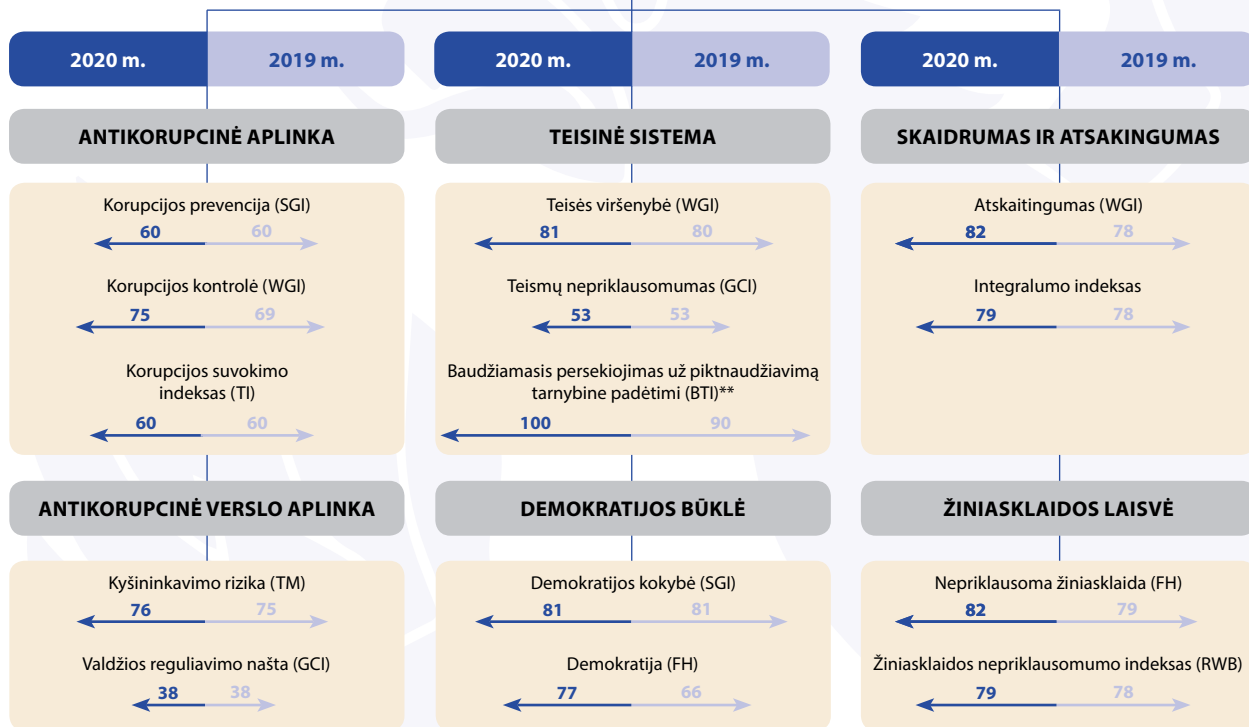 2020 m. 2019 m.
ANTIKORUPCINĖ APLINKA
Korupcijos prevencija (SGI)
60 60
Korupcijos kontrolė (WGI)
75 69
Korupcijos suvokimo
indeksas (TI)
60 60
ANTIKORUPCINĖ VERSLO APLINKA
Kyšininkavimo rizika (TM)
76 75
Valdžios reguliavimo našta (GCI)
38 38
2020 m. 2019 m.
TEISINĖ SISTEMA
Teisės viršenybė (WGI)
81 80
Teismų nepriklausomumas (GCI)
53 53
Baudžiamasis persekiojimas už piktnaudžiavimą
tarnybine padėtimi (BTI)**
100 90
DEMOKRATIJOS BŪKLĖ
Demokratijos kokybė (SGI)
81 81
Demokratija (FH)
77 66
2020 m. 2019 m.
SKAIDRUMAS IR ATSAKINGUMAS
Atskaitingumas (WGI)
82 78
Integralumo indeksas
79 78
ŽINIASKLAIDOS LAISVĖ
Nepriklausoma žiniasklaida (FH)
82 79
Žiniasklaidos nepriklausomumo indeksas (RWB)
79 78